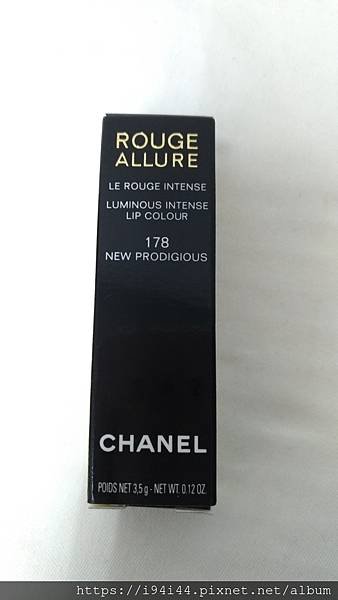 ROUGE
ALLURE
LE ROUGE INTENSE
LUMINOUS INTENSE
LIP COLOUR
178
NEW PRODIGIOUS
CHANEL
POIDS NET 3,5 g - NET WT. 0.12 OZ.
https://i94i44.pixnet.net/album